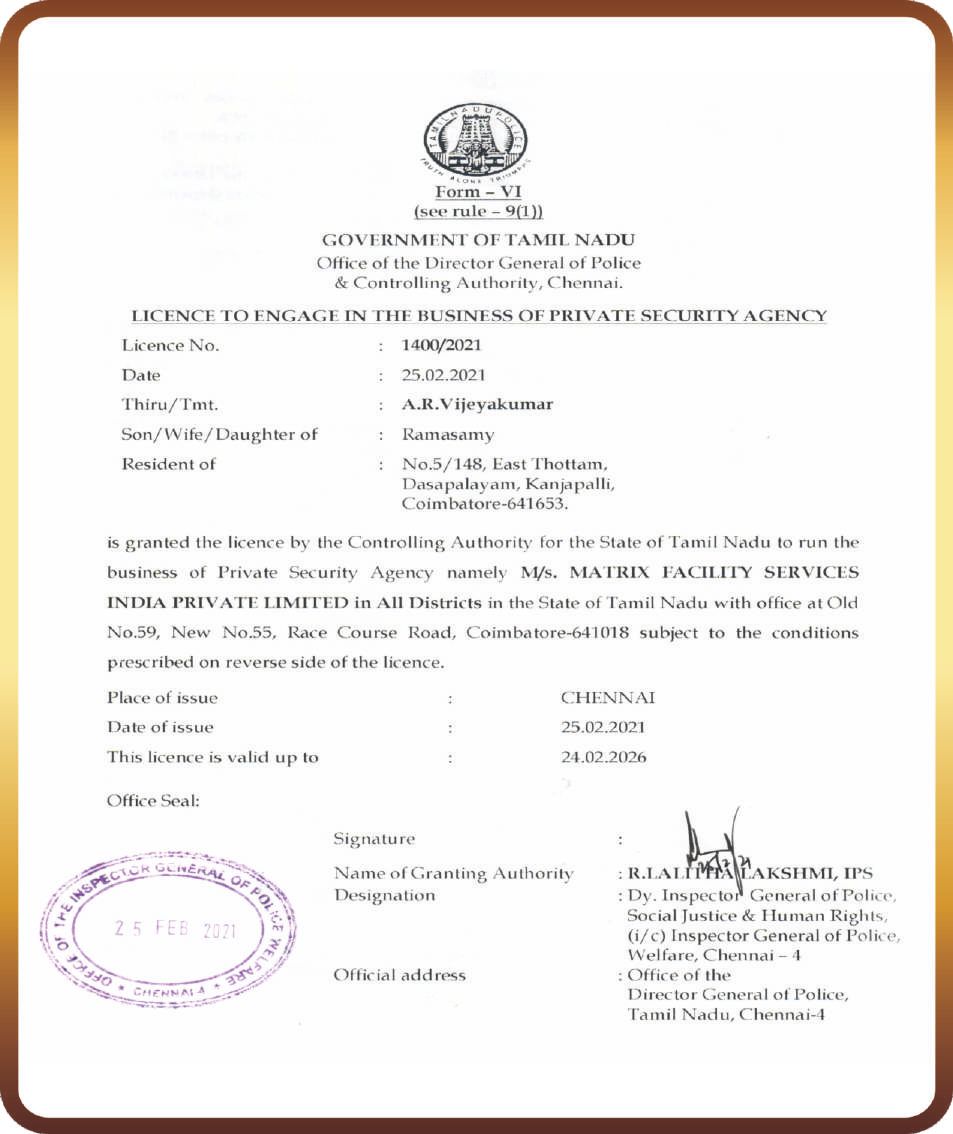 TAMILNADU POLICE
TRUTH ALONE TRIUMPHS
Form – VI
(see rule – 9(1))
GOVERNMENT OF TAMIL NADU
Office of the Director General of Police
& Controlling Authority, Chennai.
LICENCE TO ENGAGE IN THE BUSINESS OF PRIVATE SECURITY AGENCY
Licence No. : 1400/2021
Date : 25.02.2021
Thiru/Tmt. : A.R.Vijeyakumar
Son/Wife/Daughter of : Ramasamy
Resident of : No.5/148, East Thottam,
Dasapalayam, Kanjapalli,
Coimbatore-641653.
is granted the licence by the Controlling Authority for the State of Tamil Nadu to run the
business of Private Security Agency namely M/s. MATRIX FACILITY SERVICES
INDIA PRIVATE LIMITED in All Districts in the State of Tamil Nadu with office at Old
No.59, New No.55, Race Course Road, Coimbatore-641018 subject to the conditions
prescribed on reverse side of the licence.
Place of issue : CHENNAI
Date of issue : 25.02.2021
This licence is valid up to : 24.02.2026
Office Seal:
OFFICE OF THE INSPECTOR GENERAL OF POLICE WELFARE
25 FEB 2021
* CHENNAI-4 *
Signature :
Name of Granting Authority : R.LALITHA LAKSHMI, IPS
Designation : Dy. Inspector General of Police,
Social Justice & Human Rights,
(i/c) Inspector General of Police,
Welfare, Chennai – 4
Official address : Office of the
Director General of Police,
Tamil Nadu, Chennai-4